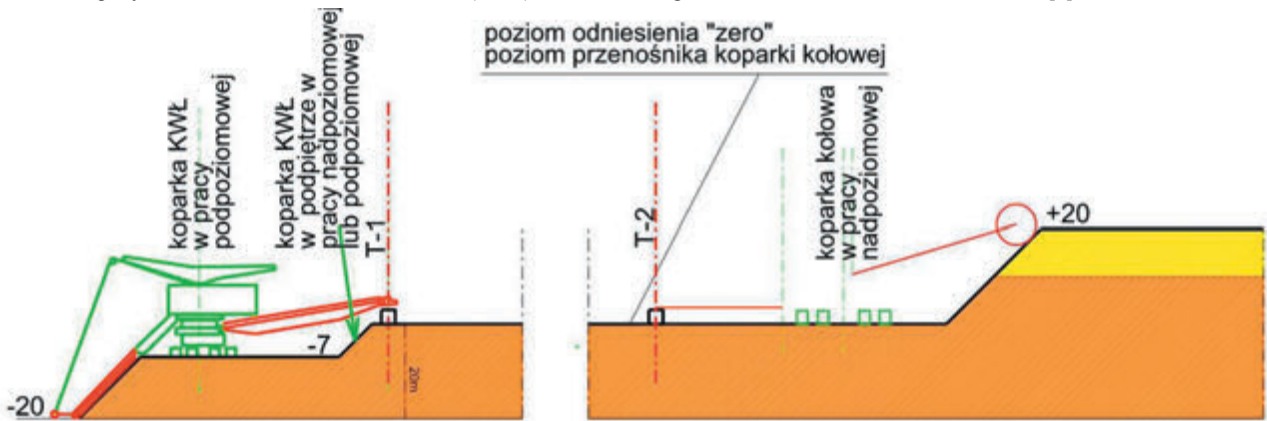 poziom odniesienia "zero"
poziom przenośnika koparki kołowej
koparka KWŁ
w pracy
podpoziomowej
koparka KWŁ
w podpiętrze w
pracy nadpoziomowej
lub podpoziomowej
T-1
T-2
koparka kołowa
w pracy
nadpoziomowej
+20
-7
20m
-20